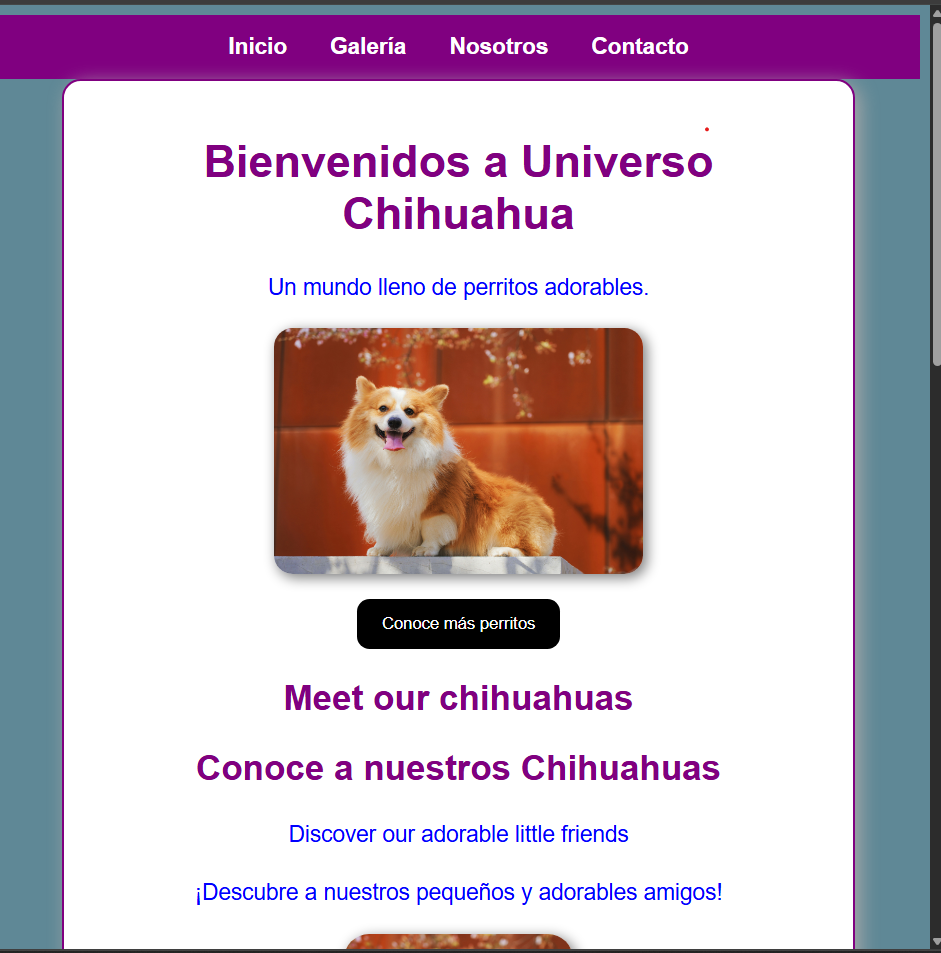 Inicio Galería Nosotros Contacto
Bienvenidos a Universo
Chihuahua
Un mundo lleno de perritos adorables.
Conoce más perritos
Meet our chihuahuas
Conoce a nuestros Chihuahuas
Discover our adorable little friends
¡Descubre a nuestros pequeños y adorables amigos!